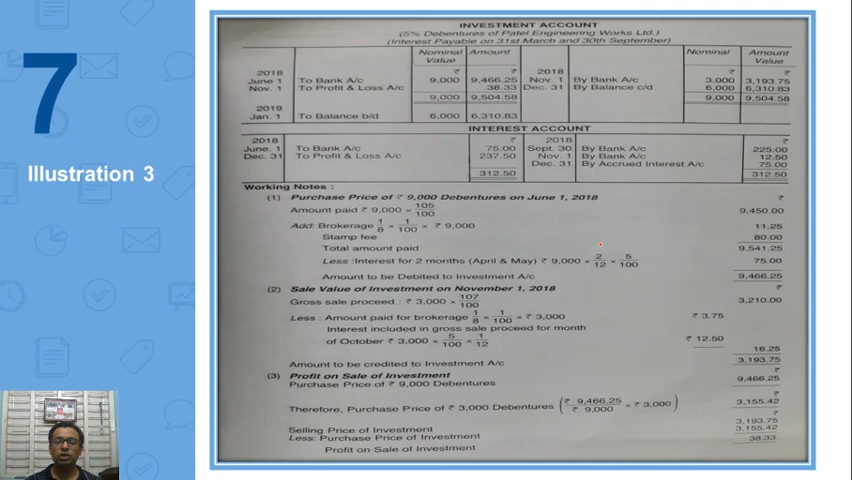 7
Illustration 3
INVESTMENT ACCOUNT
(5% Debentures of Patel Engineering Works Ltd.)
(Interest Payable on 31st March and 30th September)
Nominal Value Amount Nominal Amount Value
2018 ₹ ₹ 2018 ₹ ₹
June 1 To Bank A/c 9,000 9,466.25 Nov. 1 By Bank A/c 3,000 3,193.75
Nov. 1 To Profit & Loss A/c 38.33 Dec. 31 By Balance c/d 6,000 6,310.83
9,000 9,504.58 9,000 9,504.58
2019
Jan. 1 To Balance b/d 6,000 6,310.83
INTEREST ACCOUNT
2018 ₹ 2018 ₹
June. 1 To Bank A/c 75.00 Sept. 30 By Bank A/c 225.00
Dec. 31 To Profit & Loss A/c 237.50 Nov. 1 By Bank A/c 12.50
Dec. 31 By Accrued Interest A/c 75.00
312.50 312.50
Working Notes :
(1) Purchase Price of ₹ 9,000 Debentures on June 1, 2018 ₹
Amount paid ₹ 9,000 × 105/100 9,450.00
Add: Brokerage 1/8 × 1/100 × ₹ 9,000 11.25
Stamp fee 80.00
Total amount paid 9,541.25
Less : Interest for 2 months (April & May) ₹ 9,000 × 2/12 × 5/100 75.00
Amount to be Debited to Investment A/c 9,466.25
(2) Sale Value of Investment on November 1, 2018 ₹
Gross sale proceed : ₹ 3,000 × 107/100 3,210.00
Less : Amount paid for brokerage 1/8 × 1/100 × ₹ 3,000 ₹ 3.75
Interest included in gross sale proceed for month
of October ₹ 3,000 × 5/100 × 1/12 ₹ 12.50
16.25
Amount to be credited to Investment A/c 3,193.75
(3) Profit on Sale of Investment ₹
Purchase Price of ₹ 9,000 Debentures 9,466.25
₹
Therefore, Purchase Price of ₹ 3,000 Debentures (₹ 9,466.25/₹ 9,000 × ₹ 3,000) 3,155.42
₹
Selling Price of Investment 3,193.75
Less: Purchase Price of Investment 3,155.42
Profit on Sale of Investment 38.33